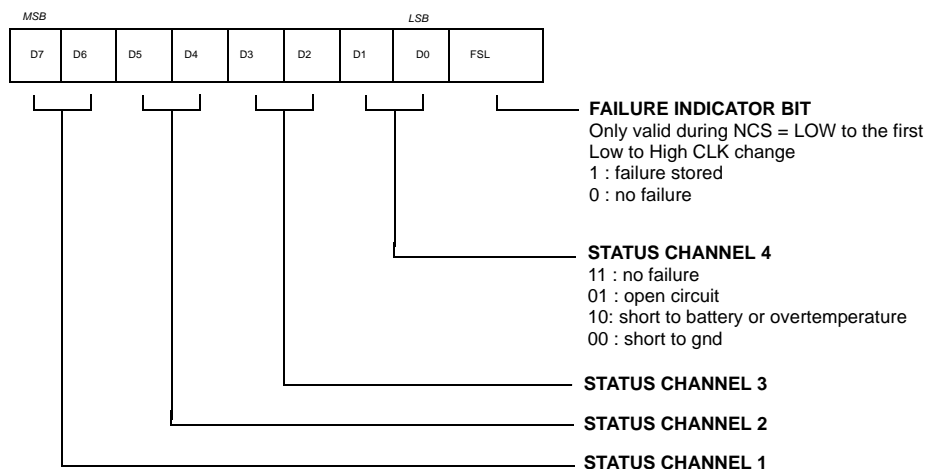 MSB LSB
D7 D6 D5 D4 D3 D2 D1 D0 FSL
FAILURE INDICATOR BIT
Only valid during NCS = LOW to the first
Low to High CLK change
1 : failure stored
0 : no failure
STATUS CHANNEL 4
11 : no failure
01 : open circuit
10: short to battery or overtemperature
00 : short to gnd
STATUS CHANNEL 3
STATUS CHANNEL 2
STATUS CHANNEL 1